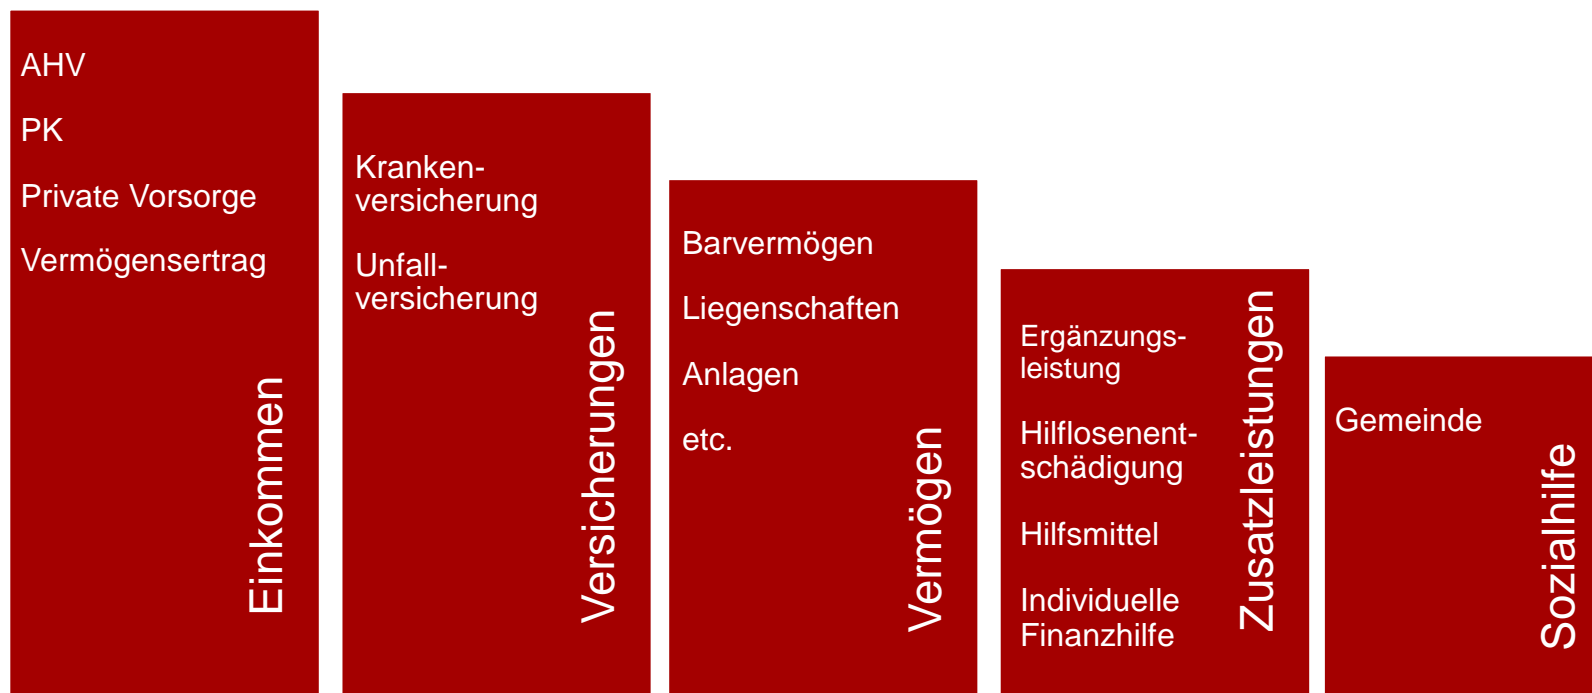 AHV
PK
Private Vorsorge
Vermögensertrag
Einkommen
Kranken-
versicherung
Unfall-
versicherung
Versicherungen
Barvermögen
Liegenschaften
Anlagen
etc.
Vermögen
Ergänzungs-
leistung
Hilflosenent-
schädigung
Hilfsmittel
Individuelle
Finanzhilfe
Zusatzleistungen
Gemeinde
Sozialhilfe